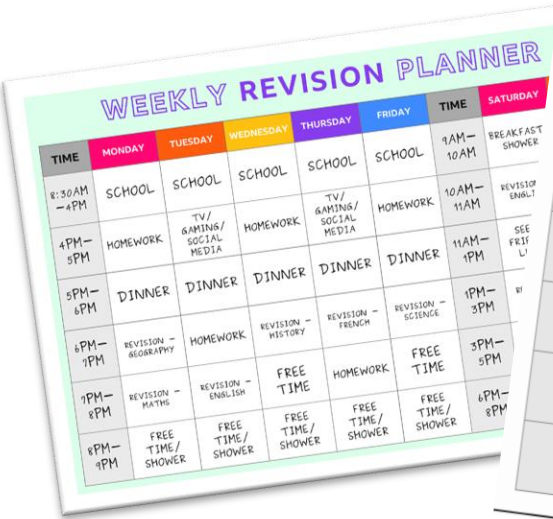 WEEKLY REVISION PLANNER
TIME
MONDAY
TUESDAY
WEDNESDAY
THURSDAY
FRIDAY
TIME
SATURDAY
8:30AM
–4PM
SCHOOL
SCHOOL
SCHOOL
SCHOOL
SCHOOL
9AM–
10AM
BREAKFAST
SHOWER
4PM–
5PM
HOMEWORK
TV/
GAMING/
SOCIAL
MEDIA
HOMEWORK
TV/
GAMING/
SOCIAL
MEDIA
HOMEWORK
10AM–
11AM
5PM–
6PM
DINNER
DINNER
DINNER
DINNER
DINNER
11AM–
1PM
SEE
6PM–
7PM
REVISION –
GEOGRAPHY
HOMEWORK
REVISION –
HISTORY
REVISION –
FRENCH
REVISION –
SCIENCE
1PM–
3PM
7PM–
8PM
REVISION –
MATHS
REVISION –
ENGLISH
FREE
TIME
HOMEWORK
FREE
TIME
3PM–
5PM
8PM–
9PM
FREE
TIME/
SHOWER
FREE
TIME/
SHOWER
FREE
TIME/
SHOWER
FREE
TIME/
SHOWER
FREE
TIME/
SHOWER
6PM–
8PM